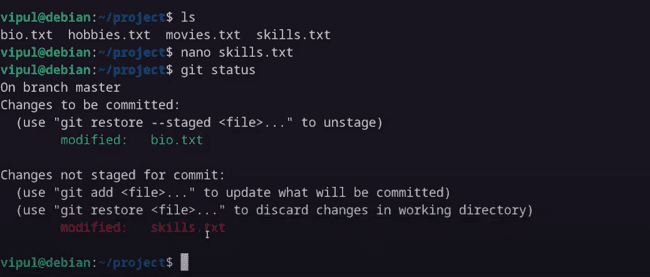 vipul@debian:~/project$ ls
bio.txt  hobbies.txt  movies.txt  skills.txt
vipul@debian:~/project$ nano skills.txt
vipul@debian:~/project$ git status
On branch master
Changes to be committed:
  (use "git restore --staged <file>..." to unstage)
        modified:   bio.txt

Changes not staged for commit:
  (use "git add <file>..." to update what will be committed)
  (use "git restore <file>..." to discard changes in working directory)
        modified:   skills.txt

vipul@debian:~/project$